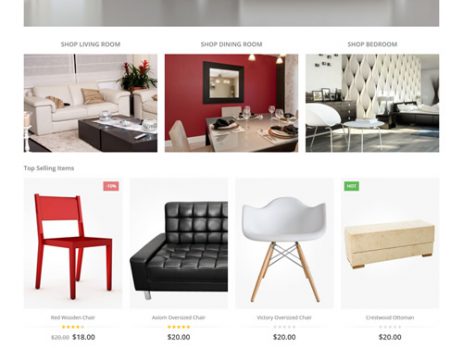 SHOP LIVING ROOM
SHOP DINING ROOM
SHOP BEDROOM
Top Selling Items
-10%
HOT
Red Wooden Chair
Axiom Oversized Chair
Victory Oversized Chair
Crestwood Ottoman
$20.00 $18.00
$20.00
$20.00
$20.00